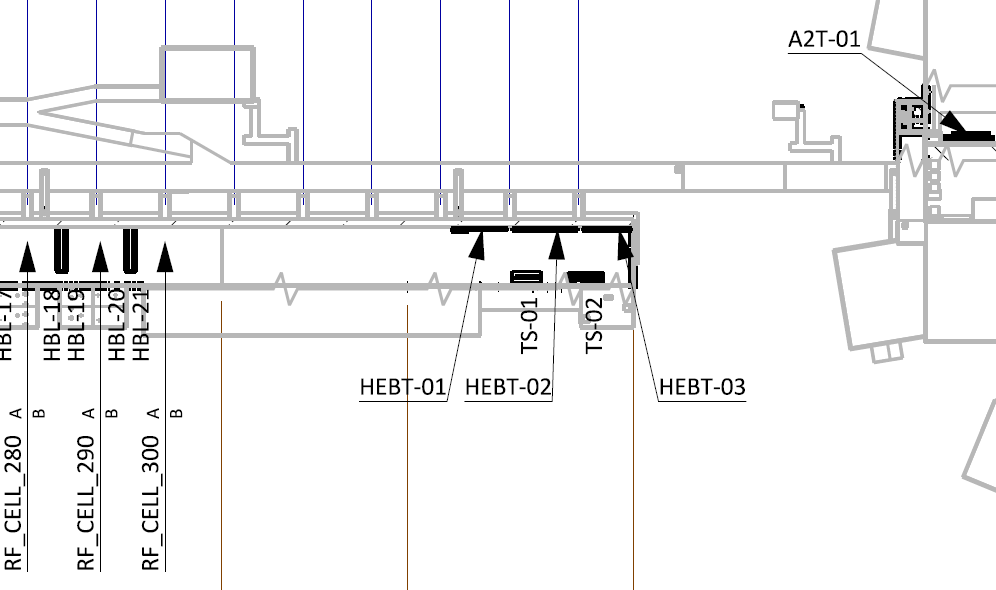 A2T-01
HBL-17
HBL-18
HBL-19
HBL-20
HBL-21
TS-01
TS-02
HEBT-01
HEBT-02
HEBT-03
A
B
A
B
A
B
RF_CELL_280
RF_CELL_290
RF_CELL_300